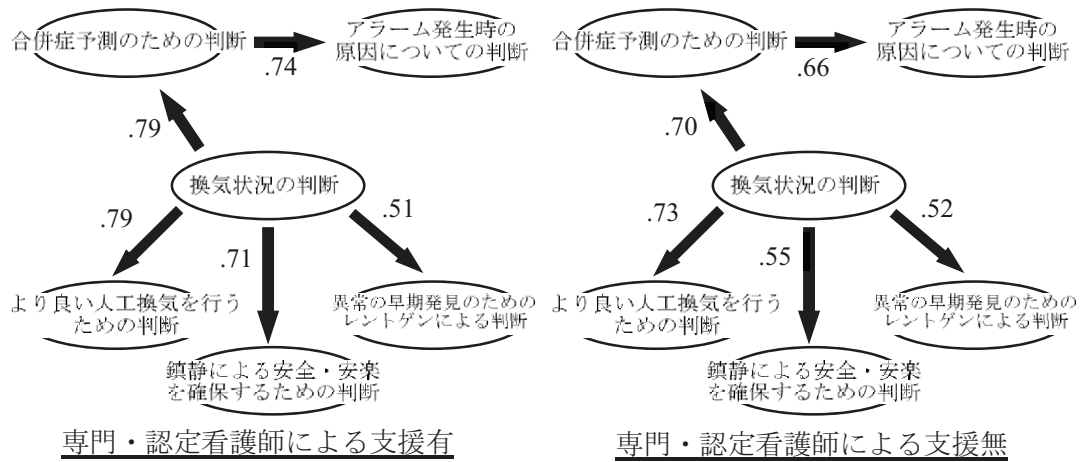 合併症予測のための判断
アラーム発生時の
原因についての判断
.74
.79
換気状況の判断
.79
.71
.51
より良い人工換気を行う
ための判断
異常の早期発見のための
レントゲンによる判断
鎮静による安全・安楽
を確保するための判断
専門・認定看護師による支援有
合併症予測のための判断
アラーム発生時の
原因についての判断
.66
.70
換気状況の判断
.73
.55
.52
より良い人工換気を行う
ための判断
異常の早期発見のための
レントゲンによる判断
鎮静による安全・安楽
を確保するための判断
専門・認定看護師による支援無